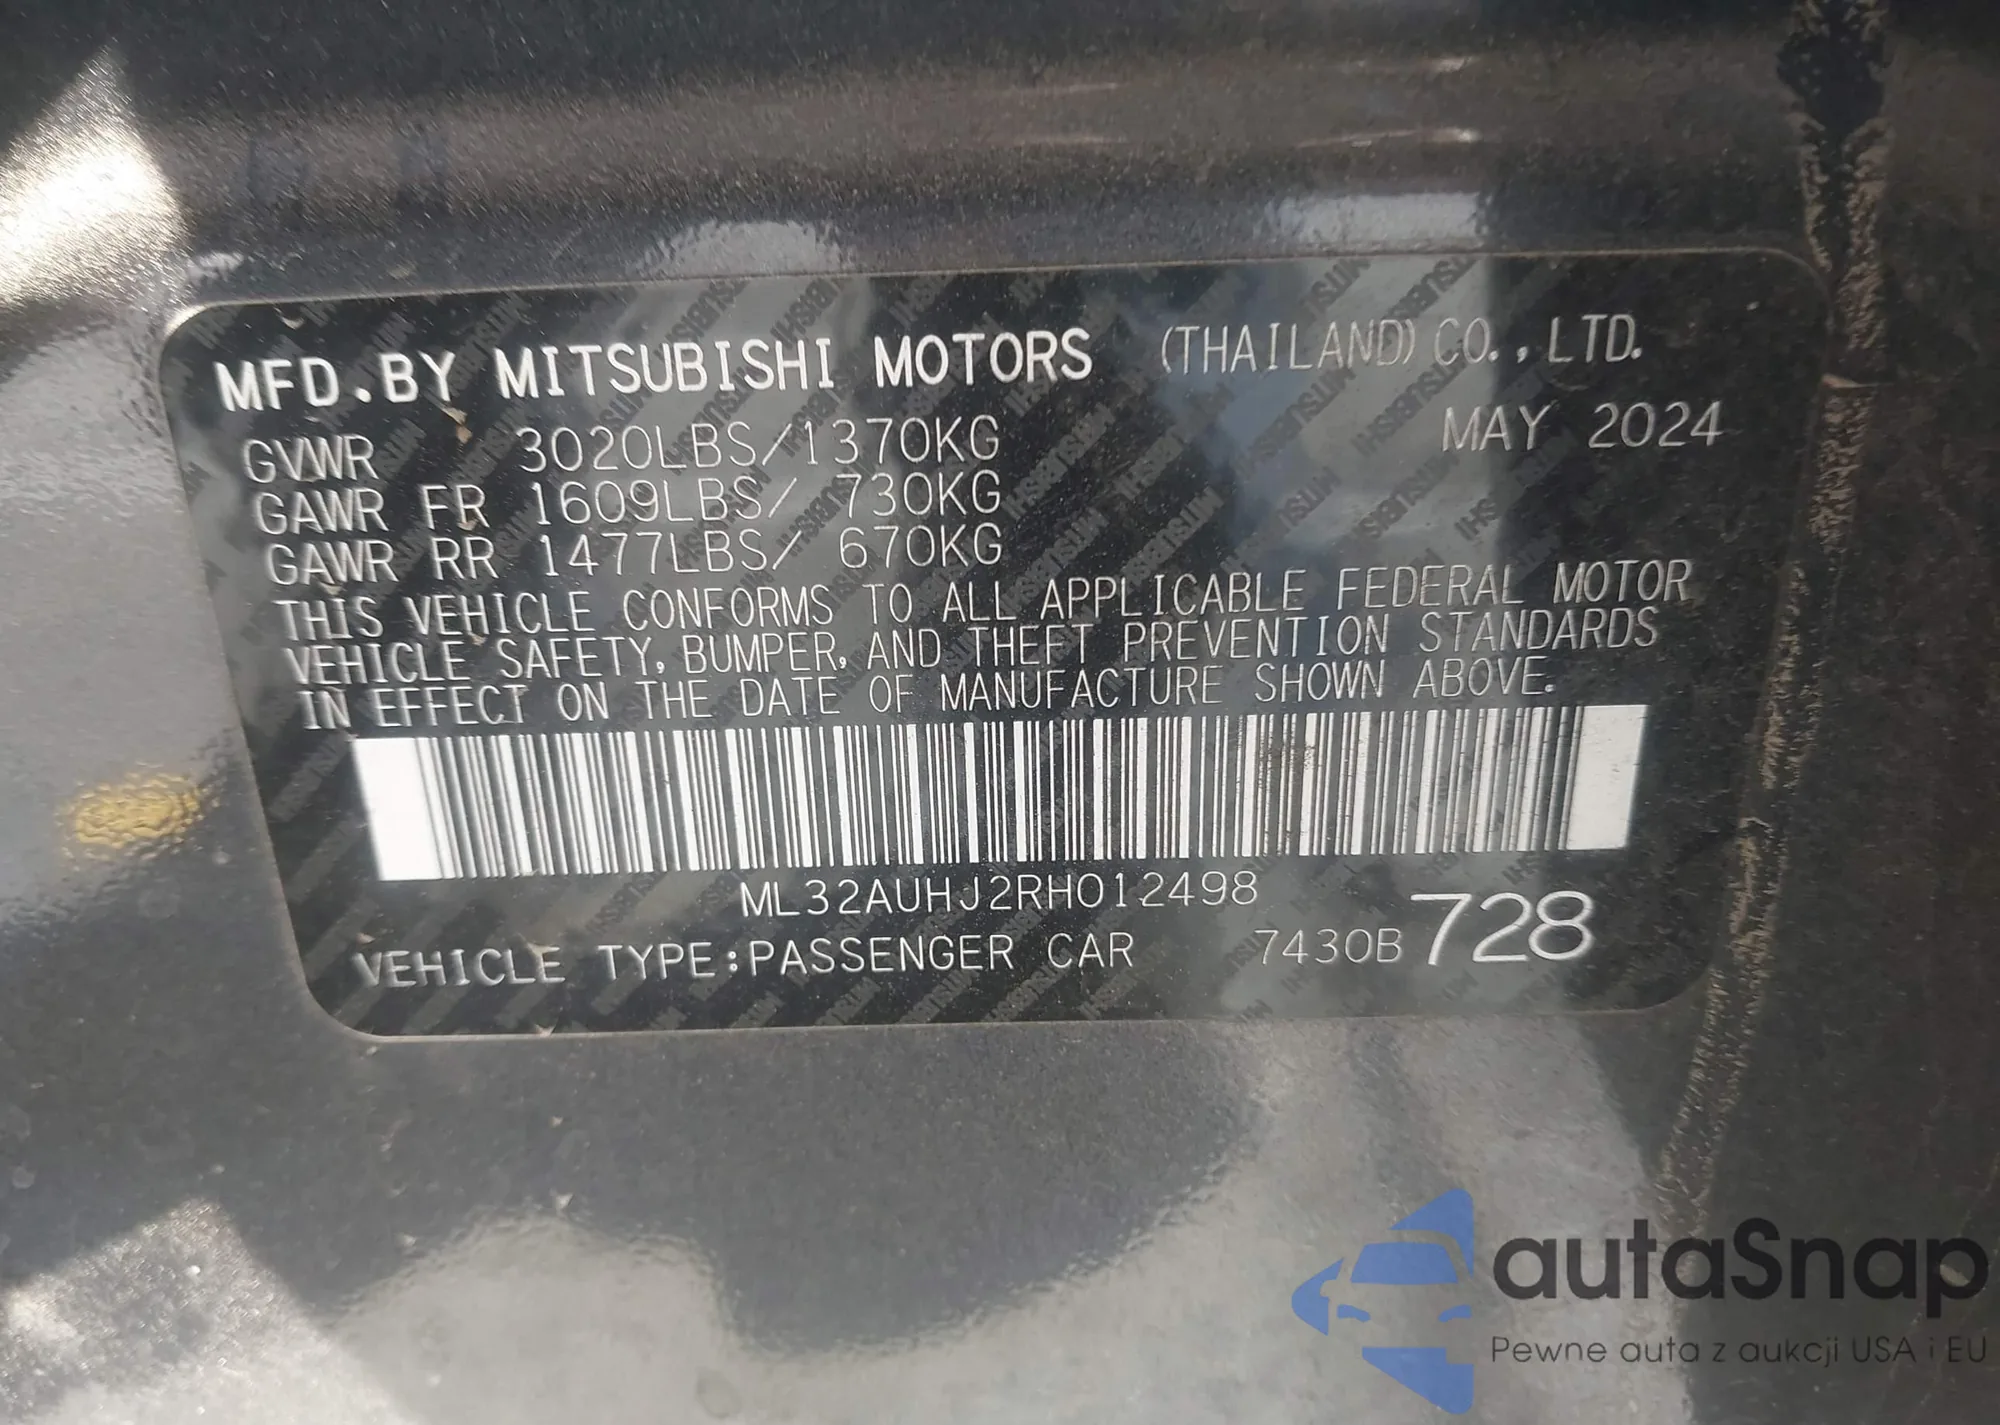 MFD.BY MITSUBISHI MOTORS (THAILAND) CO., LTD.
MAY 2024
GVWR 3020LBS/1370KG
GAWR FR 1609LBS/ 730KG
GAWR RR 1477LBS/ 670KG
THIS VEHICLE CONFORMS TO ALL APPLICABLE FEDERAL MOTOR
VEHICLE SAFETY, BUMPER, AND THEFT PREVENTION STANDARDS
IN EFFECT ON THE DATE OF MANUFACTURE SHOWN ABOVE.
ML32AUHJ2RH012498
VEHICLE TYPE:PASSENGER CAR 7430B 728
autaSnap
Pewne auta z aukcji USA i EU